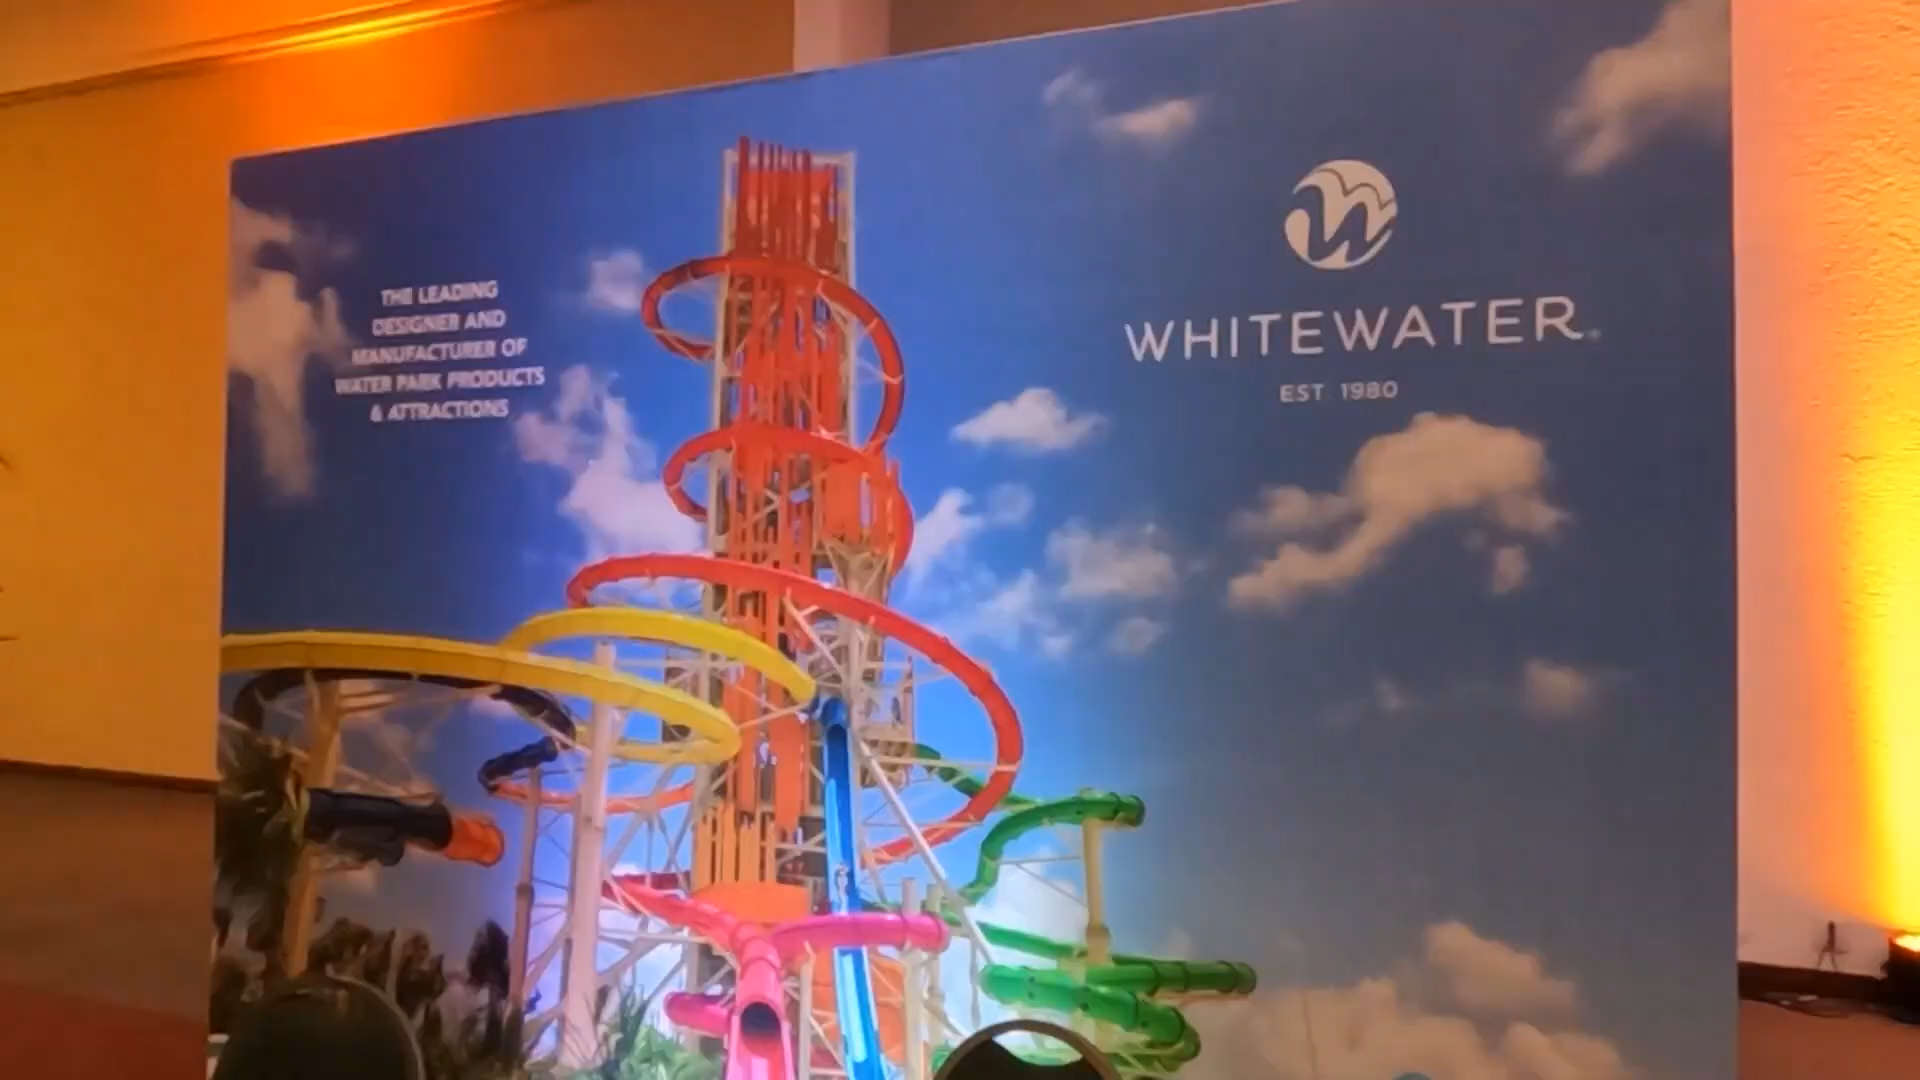 THE LEADING
DESIGNER AND
MANUFACTURER OF
WATER PARK PRODUCTS
& ATTRACTIONS
WHITEWATER
EST. 1980